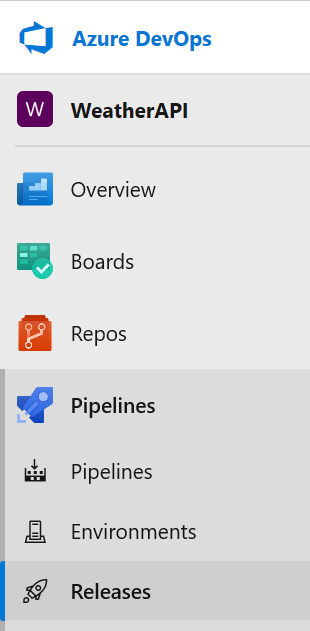 Azure DevOps
W
WeatherAPI
Overview
Boards
Repos
Pipelines
Pipelines
Environments
Releases